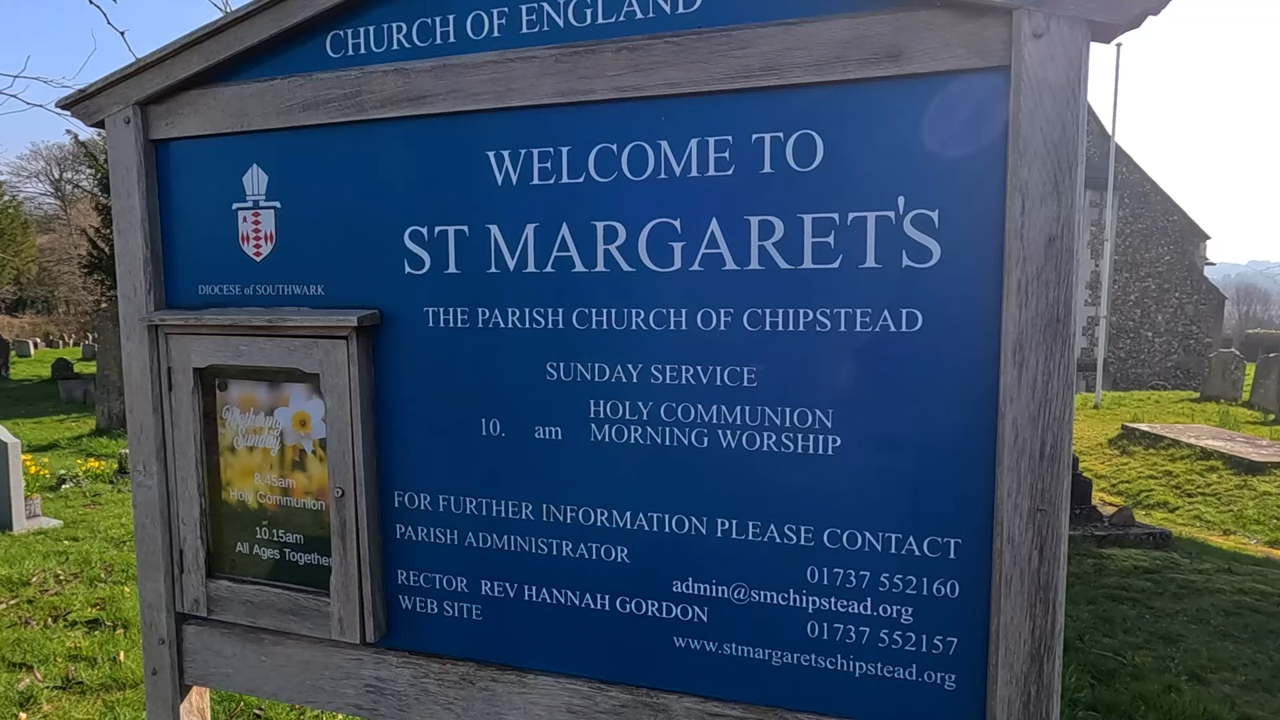 CHURCH OF ENGLAND
WELCOME TO
ST MARGARET'S
DIOCESE of SOUTHWARK
THE PARISH CHURCH OF CHIPSTEAD
SUNDAY SERVICE
HOLY COMMUNION
10. am MORNING WORSHIP
Mothering
Sunday
8.45am
Holy Communion
10.15am
All Ages Together
FOR FURTHER INFORMATION PLEASE CONTACT
PARISH ADMINISTRATOR 01737 552160
admin@smchipstead.org
RECTOR REV HANNAH GORDON 01737 552157
WEB SITE www.stmargaretschipstead.org